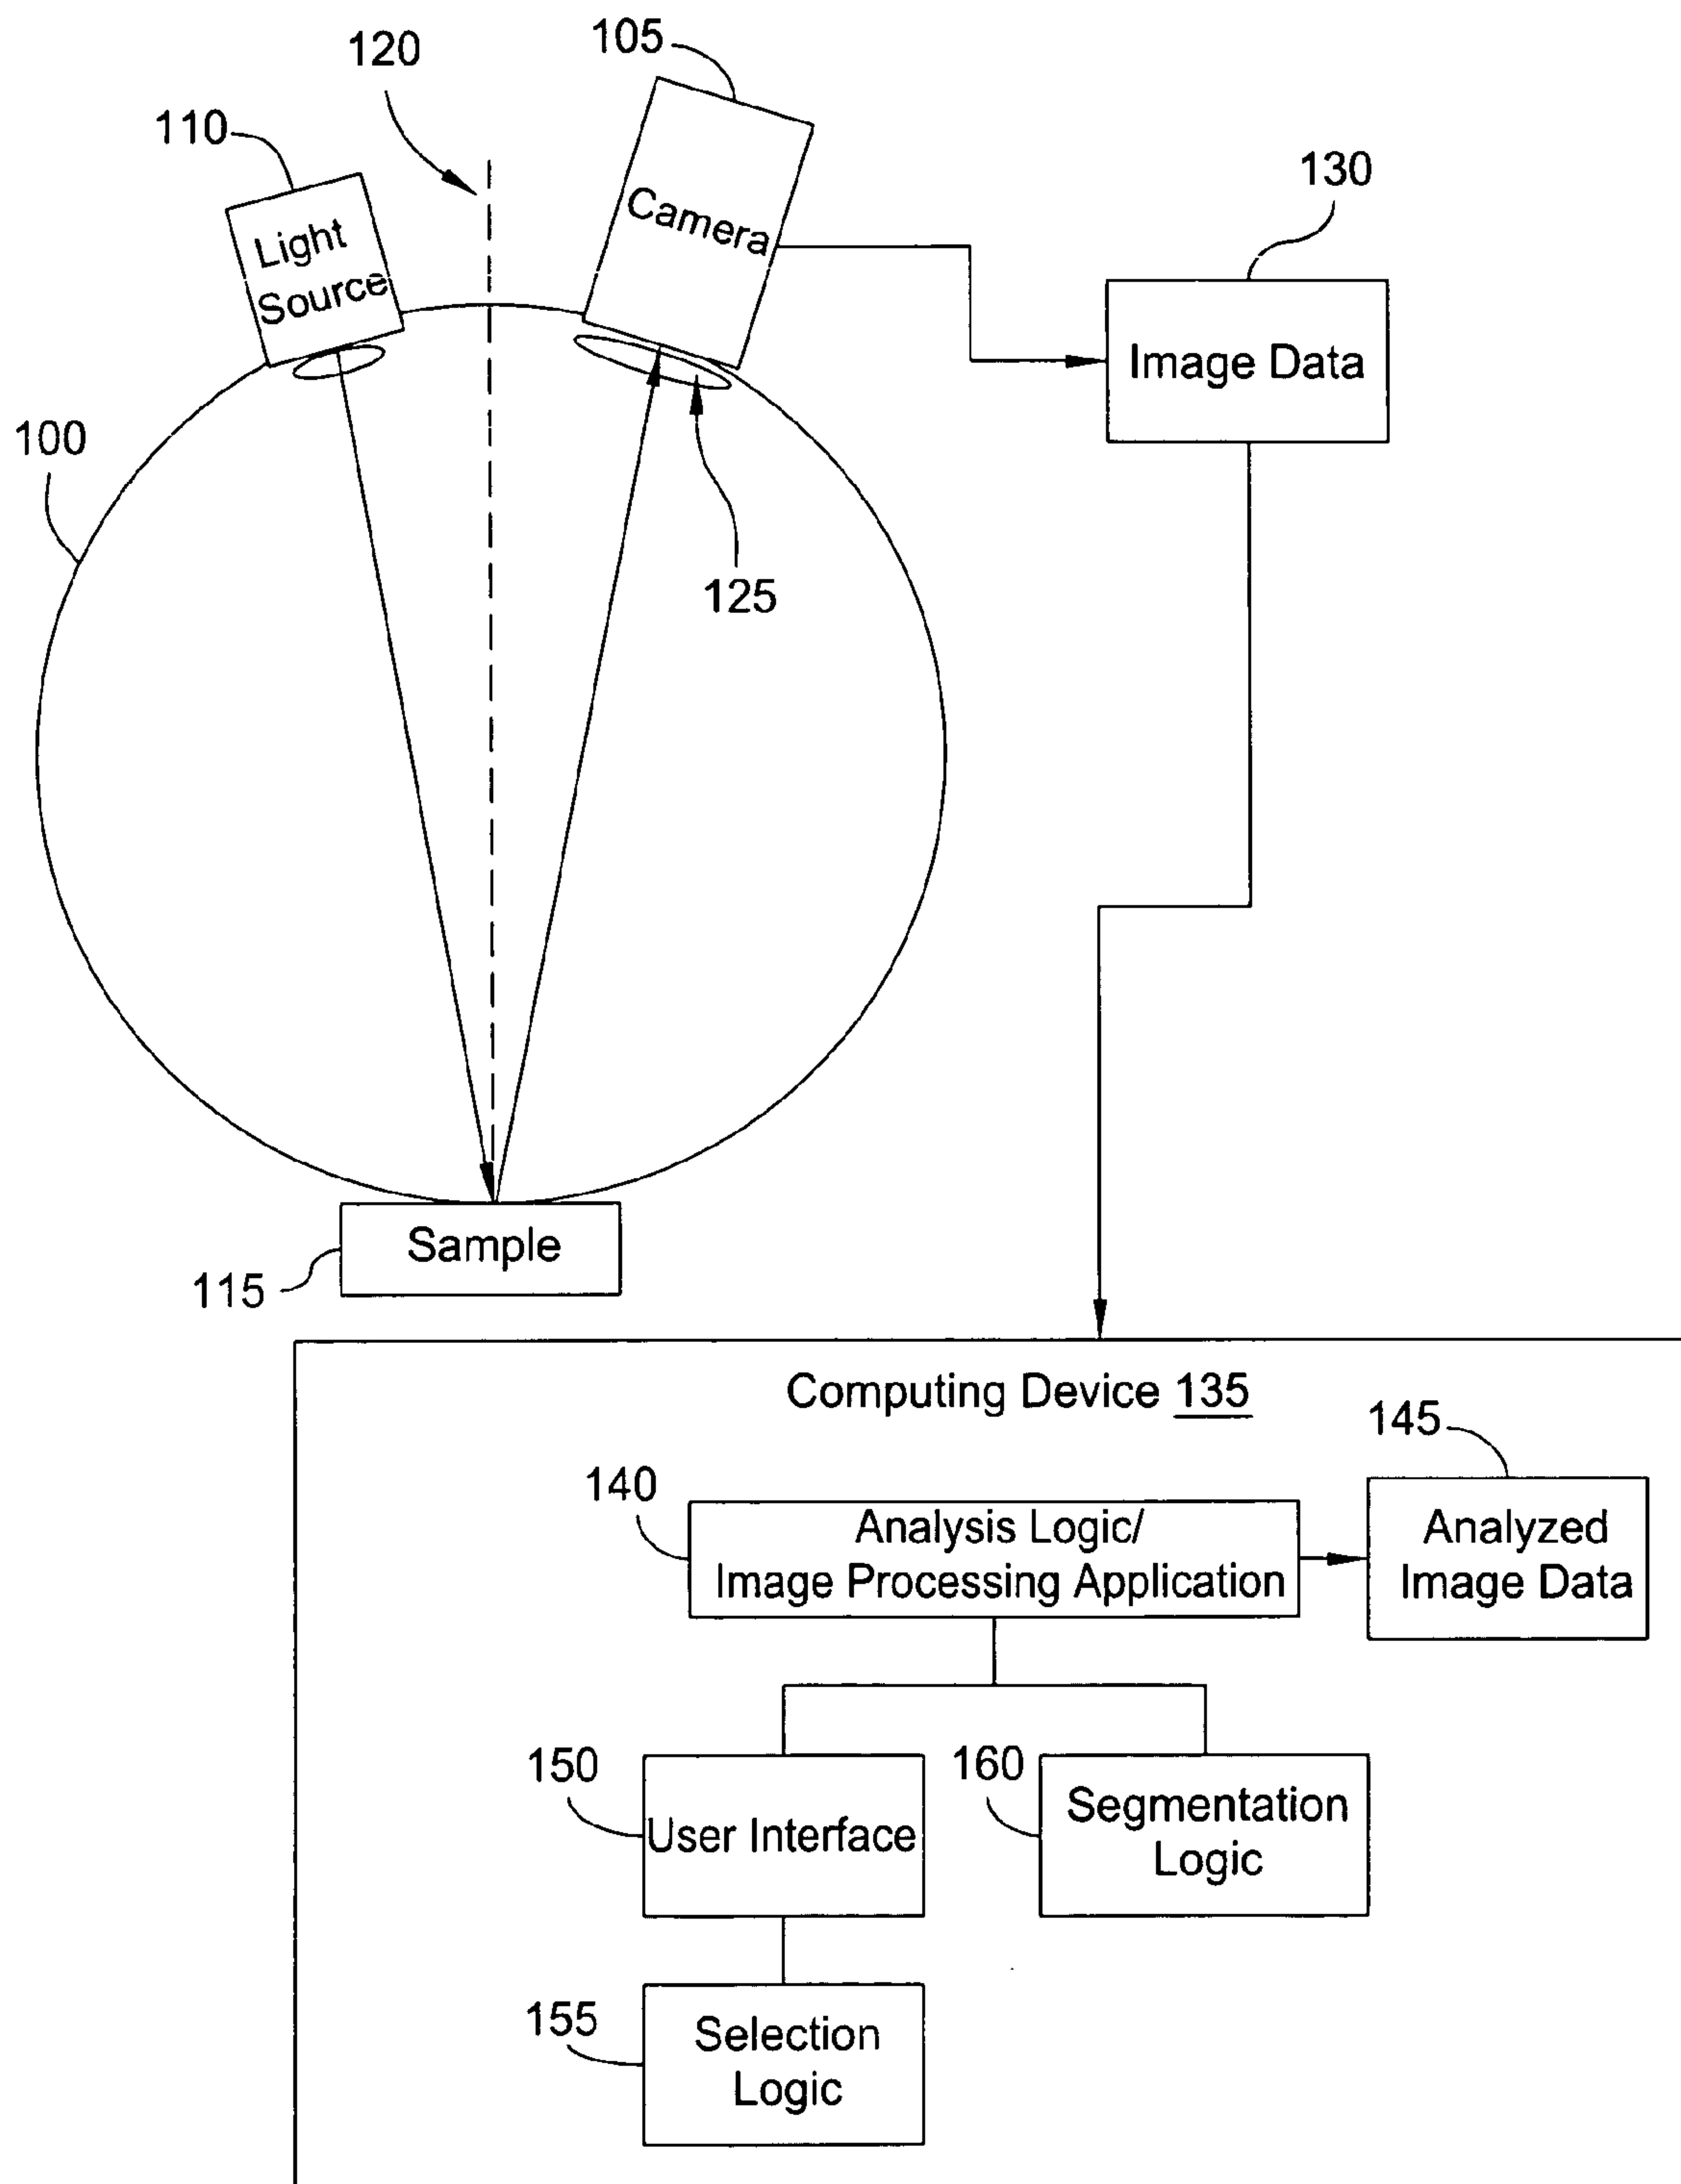 120
105
110
130
Light
Source
Camera
Image Data
100
125
Sample
115
Computing Device 135
145
140
Analysis Logic/
Image Processing Application
Analyzed
Image Data
150
User Interface
160
Segmentation
Logic
155
Selection
Logic